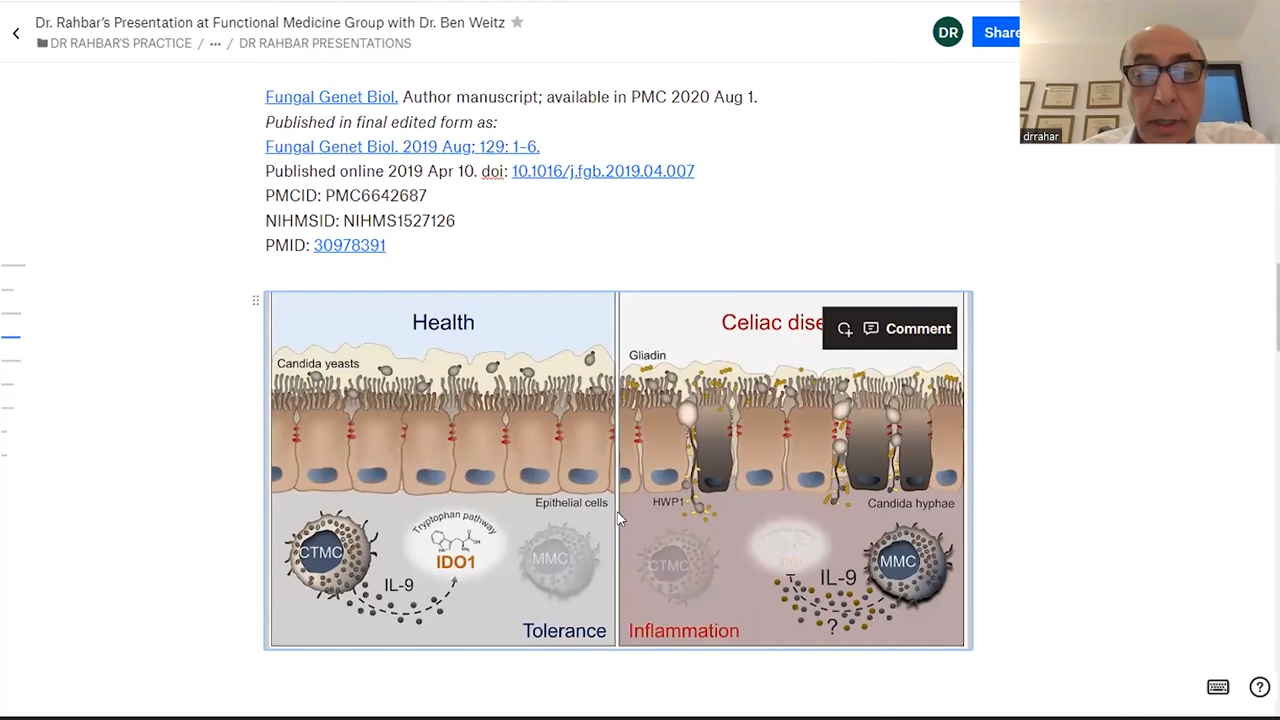 Dr. Rahbar's Presentation at Functional Medicine Group with Dr. Ben Weitz
DR RAHBAR'S PRACTICE / ••• / DR RAHBAR PRESENTATIONS
DR
Share
drrahar
Fungal Genet Biol. Author manuscript; available in PMC 2020 Aug 1.
Published in final edited form as:
Fungal Genet Biol. 2019 Aug; 129: 1–6.
Published online 2019 Apr 10. doi: 10.1016/j.fgb.2019.04.007
PMCID: PMC6642687
NIHMSID: NIHMS1527126
PMID: 30978391
Health
Candida yeasts
Epithelial cells
CTMC
Tryptophan pathway
IDO1
MMC
IL-9
Tolerance
Celiac dise
Comment
Gliadin
HWP1
Candida hyphae
CTMC
IDO1
MMC
IL-9
?
Inflammation
?